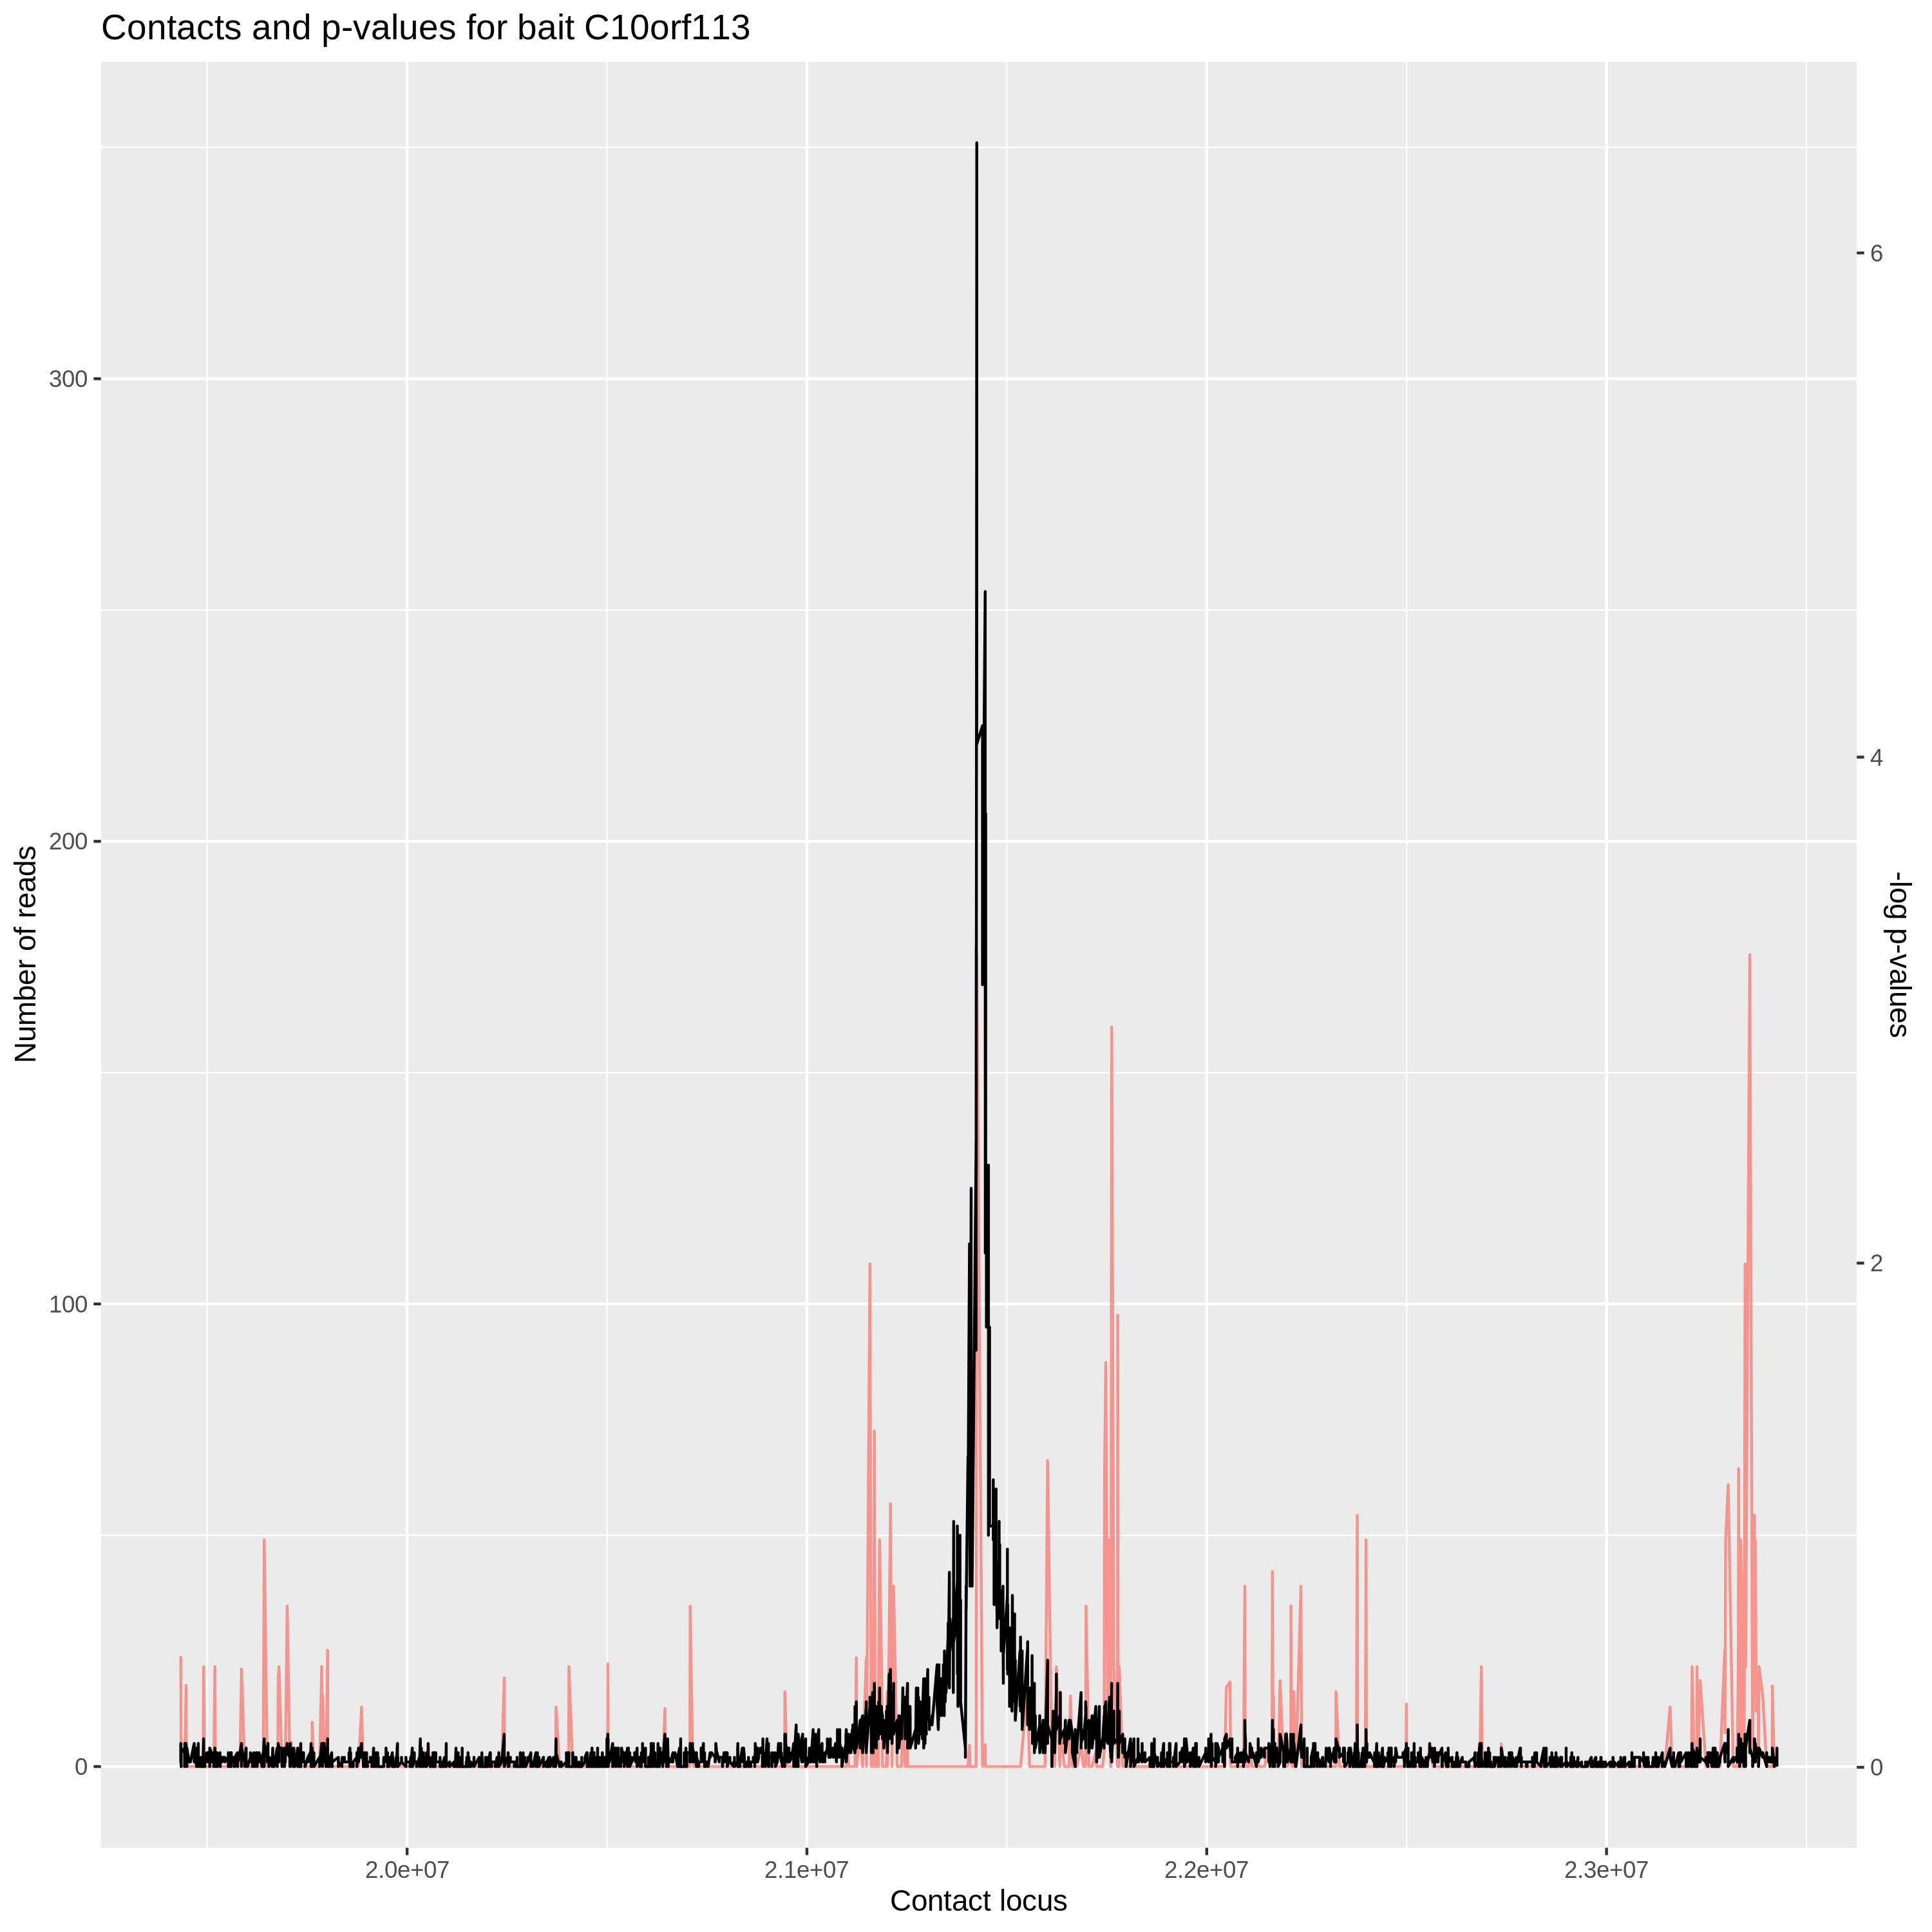 Contacts and p-values for bait C10orf113
Number of reads
300
200
100
0
6
4
2
0
-log p-values
2.0e+07
2.1e+07
2.2e+07
2.3e+07
Contact locus